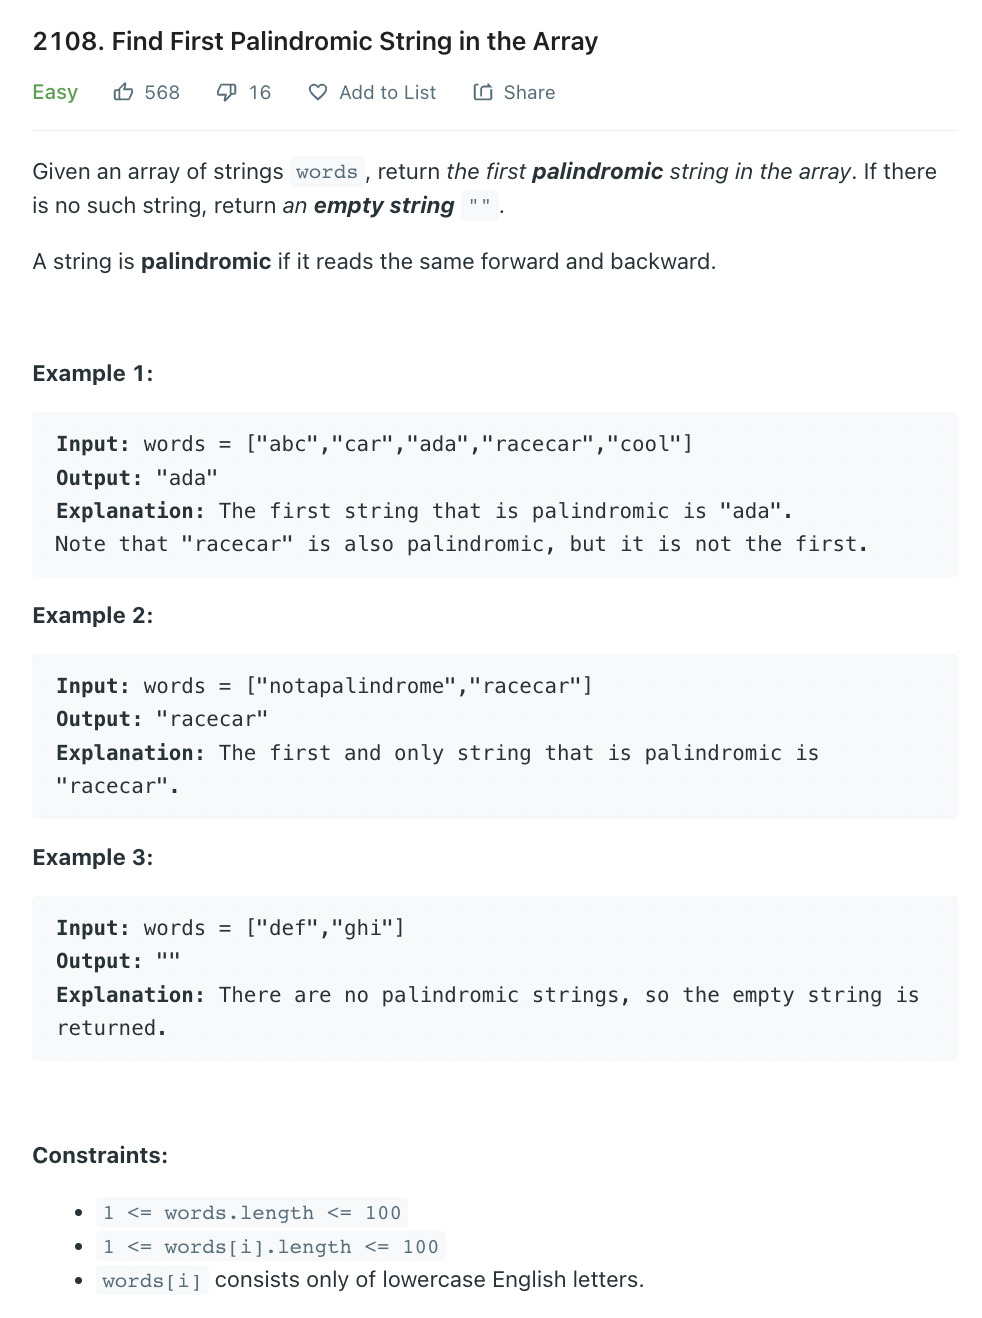 2108. Find First Palindromic String in the Array
Easy 568 16 Add to List Share
Given an array of strings words, return the first palindromic string in the array. If there
is no such string, return an empty string "".
A string is palindromic if it reads the same forward and backward.
Example 1:
Input: words = ["abc","car","ada","racecar","cool"]
Output: "ada"
Explanation: The first string that is palindromic is "ada".
Note that "racecar" is also palindromic, but it is not the first.
Example 2:
Input: words = ["notapalindrome","racecar"]
Output: "racecar"
Explanation: The first and only string that is palindromic is
"racecar".
Example 3:
Input: words = ["def","ghi"]
Output: ""
Explanation: There are no palindromic strings, so the empty string is
returned.
Constraints:
• 1 <= words.length <= 100
• 1 <= words[i].length <= 100
• words[i] consists only of lowercase English letters.